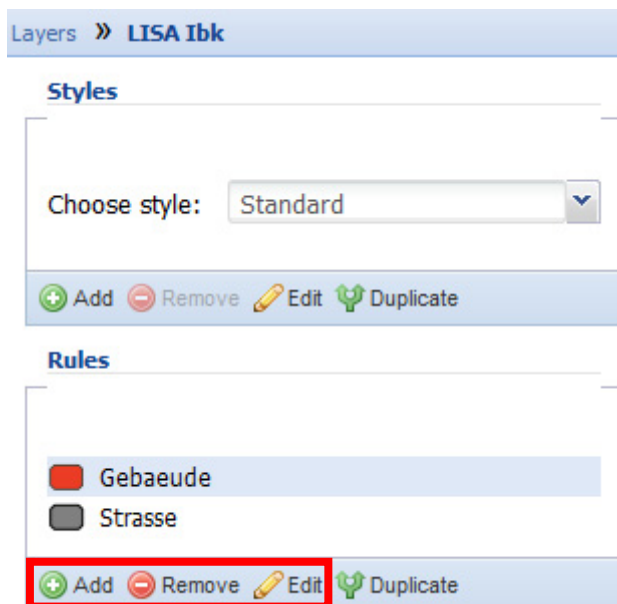 Layers » LISA Ibk
Styles
Choose style: Standard
Add Remove Edit Duplicate
Rules
Gebaeude
Strasse
Add Remove Edit Duplicate